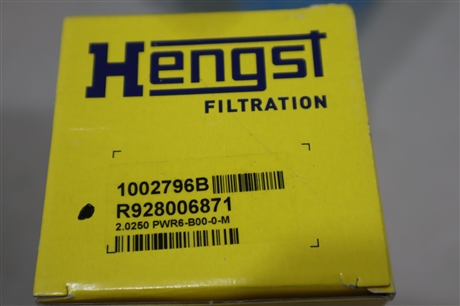 Hengst
FILTRATION
1002796B
R928006871
2.0250 PWR6-B00-0-M